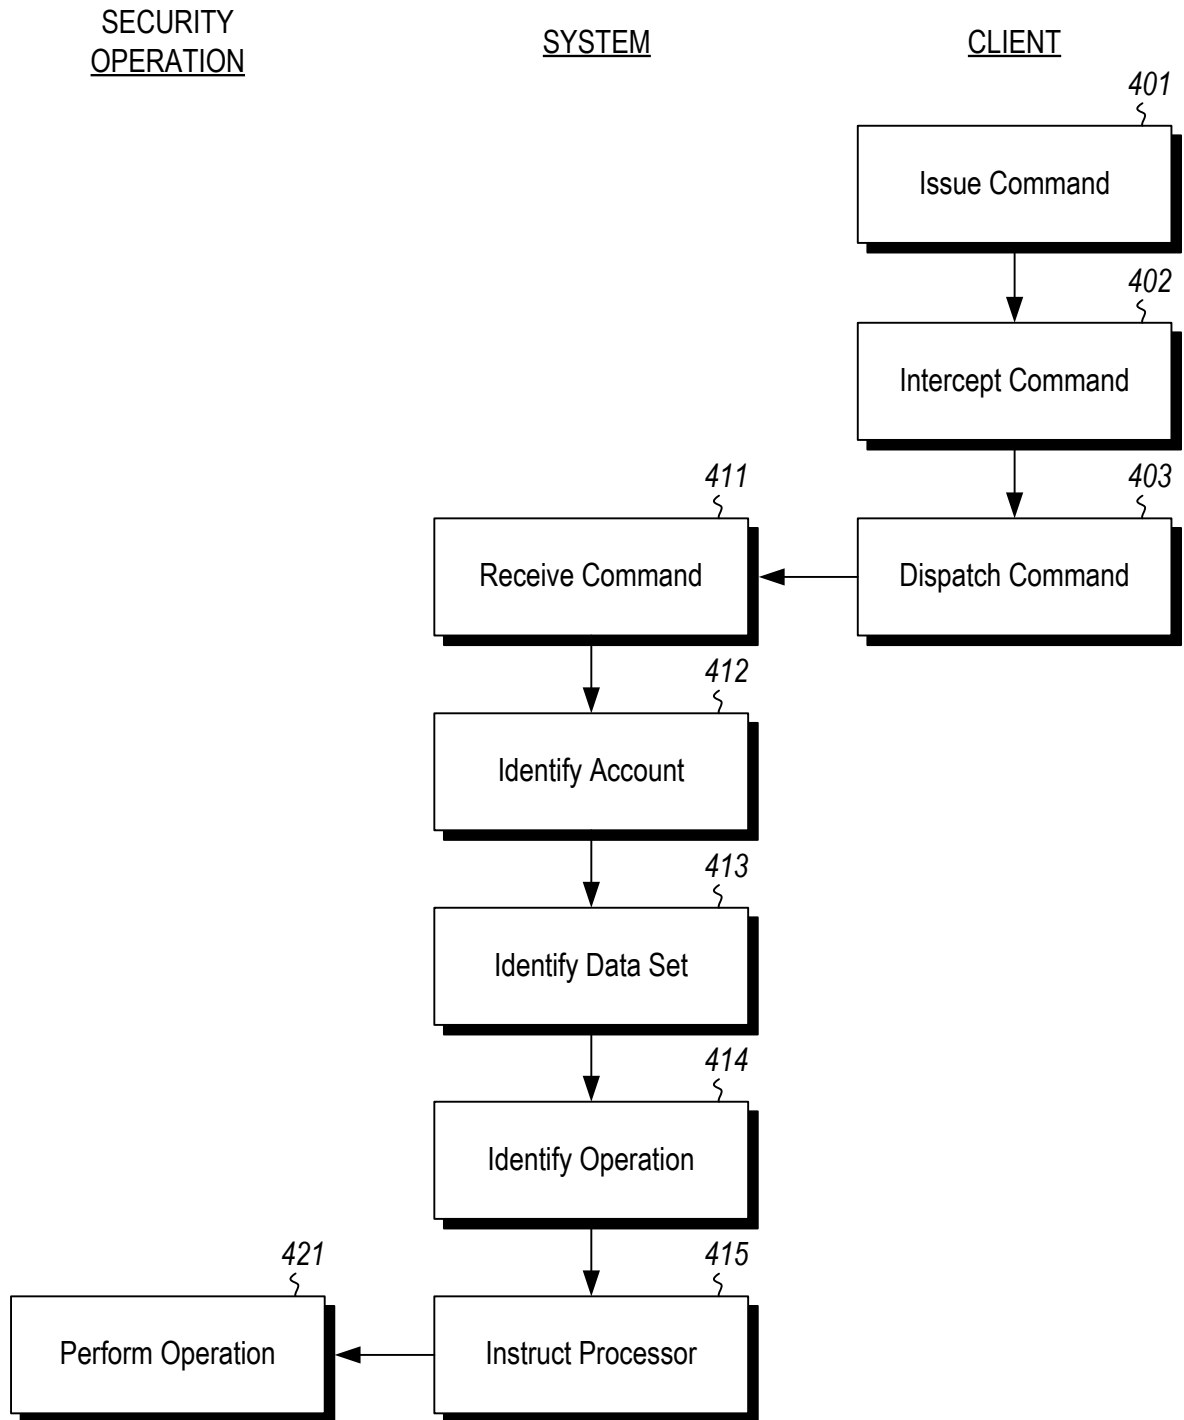 SECURITY
OPERATION
SYSTEM
CLIENT
401
Issue Command
402
Intercept Command
411
403
Receive Command
Dispatch Command
412
Identify Account
413
Identify Data Set
414
Identify Operation
421
415
Perform Operation
Instruct Processor